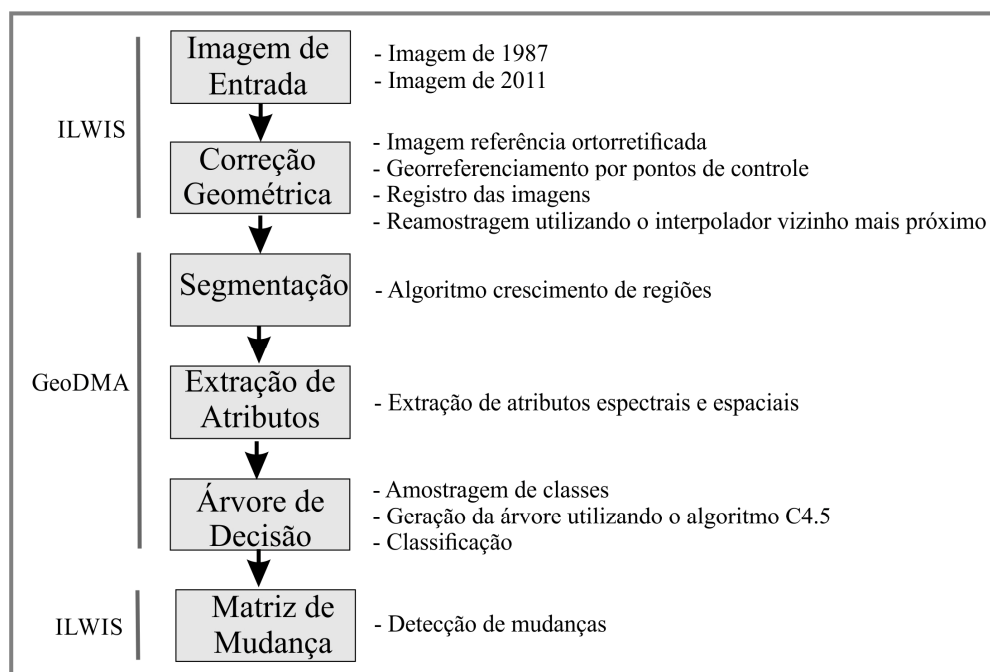 ILWIS
Imagem de
Entrada
- Imagem de 1987
- Imagem de 2011
Correção
Geométrica
- Imagem referência ortorretificada
- Georreferenciamento por pontos de controle
- Registro das imagens
- Reamostragem utilizando o interpolador vizinho mais próximo
GeoDMA
Segmentação
- Algoritmo crescimento de regiões
Extração de
Atributos
- Extração de atributos espectrais e espaciais
Árvore de
Decisão
- Amostragem de classes
- Geração da árvore utilizando o algoritmo C4.5
- Classificação
ILWIS
Matriz de
Mudança
- Detecção de mudanças